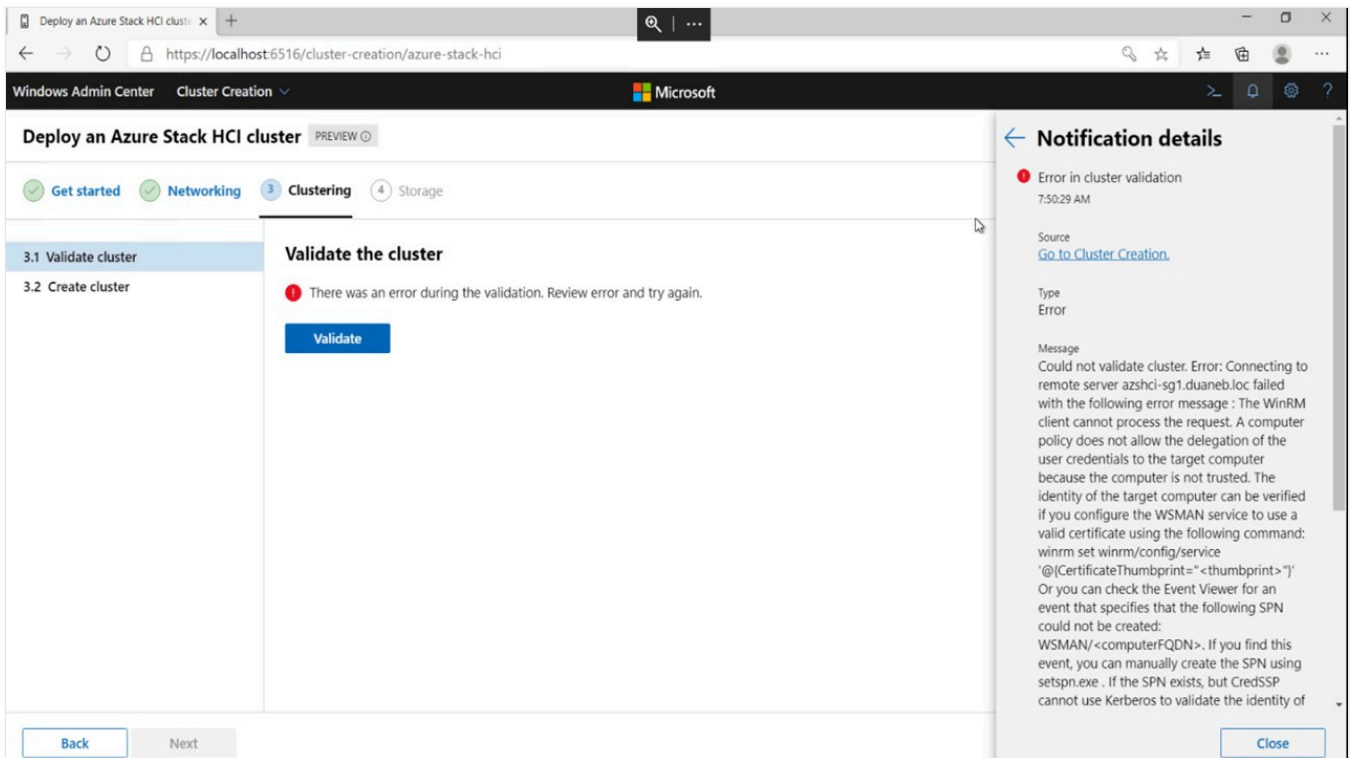 Deploy an Azure Stack HCI clust
https://localhost:6516/cluster-creation/azure-stack-hci
Windows Admin Center Cluster Creation
Microsoft
Deploy an Azure Stack HCI cluster PREVIEW
Get started Networking 3 Clustering 4 Storage
3.1 Validate cluster
3.2 Create cluster
Validate the cluster
There was an error during the validation. Review error and try again.
Validate
Back Next
Notification details
Error in cluster validation
7:50:29 AM
Source
Go to Cluster Creation.
Type
Error
Message
Could not validate cluster. Error: Connecting to
remote server azshci-sg1.duaneb.loc failed
with the following error message : The WinRM
client cannot process the request. A computer
policy does not allow the delegation of the
user credentials to the target computer
because the computer is not trusted. The
identity of the target computer can be verified
if you configure the WSMAN service to use a
valid certificate using the following command:
winrm set winrm/config/service
'@{CertificateThumbprint="<thumbprint>"}'
Or you can check the Event Viewer for an
event that specifies that the following SPN
could not be created:
WSMAN/<computerFQDN>. If you find this
event, you can manually create the SPN using
setspn.exe . If the SPN exists, but CredSSP
cannot use Kerberos to validate the identity of
Close